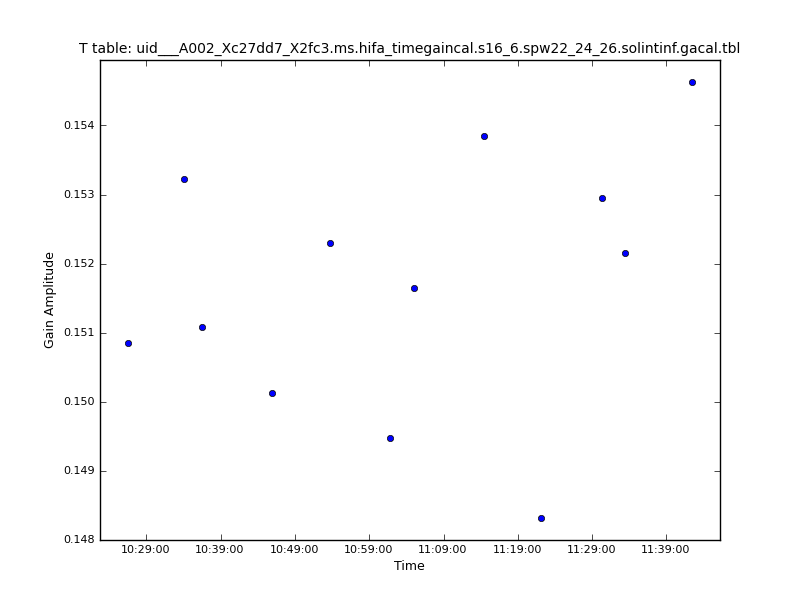 T table: uid___A002_Xc27dd7_X2fc3.ms.hifa_timegaincal.s16_6.spw22_24_26.solintinf.gacal.tbl
0.154
0.153
0.152
0.151
0.150
0.149
0.148
Gain Amplitude
10:29:00 10:39:00 10:49:00 10:59:00 11:09:00 11:19:00 11:29:00 11:39:00
Time